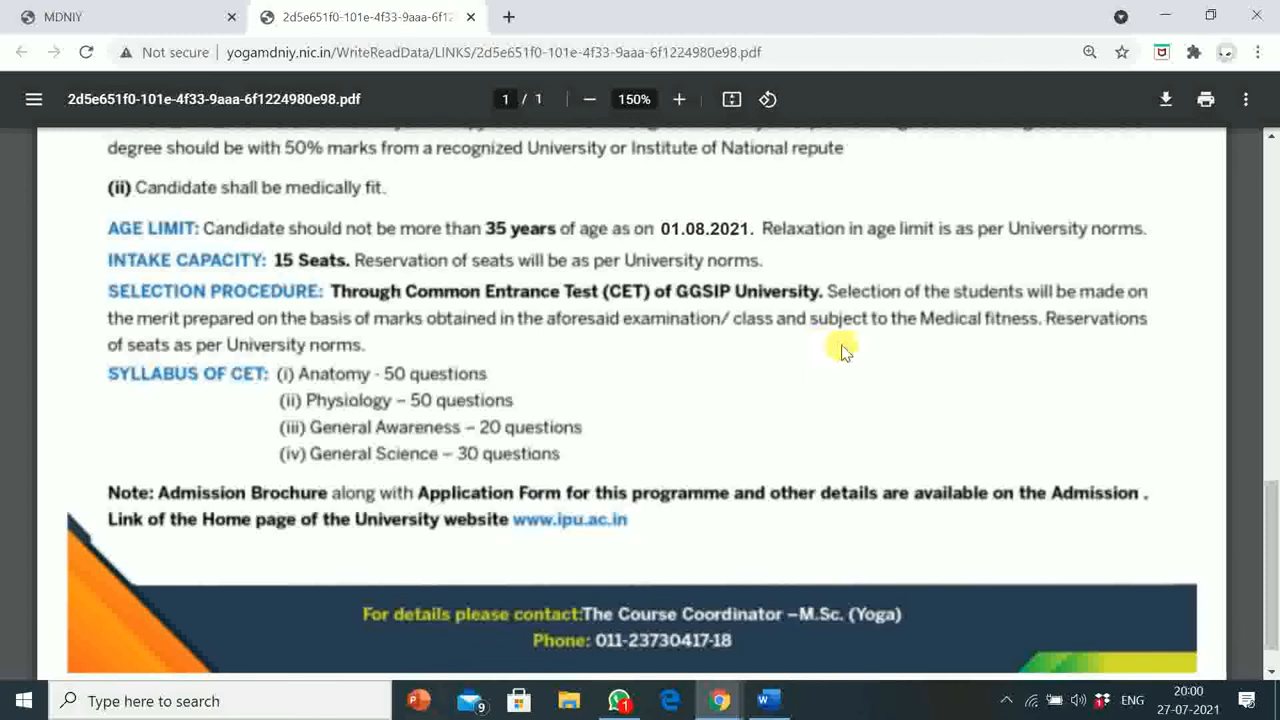 MDNIY
2d5e651f0-101e-4f33-9aaa-6f12
Not secure
yogamdniy.nic.in/WriteReadData/LINKS/2d5e651f0-101e-4f33-9aaa-6f1224980e98.pdf
2d5e651f0-101e-4f33-9aaa-6f1224980e98.pdf
1 / 1
150%
degree should be with 50% marks from a recognized University or Institute of National repute
(ii) Candidate shall be medically fit.
AGE LIMIT: Candidate should not be more than 35 years of age as on 01.08.2021. Relaxation in age limit is as per University norms.
INTAKE CAPACITY: 15 Seats. Reservation of seats will be as per University norms.
SELECTION PROCEDURE: Through Common Entrance Test (CET) of GGSIP University. Selection of the students will be made on
the merit prepared on the basis of marks obtained in the aforesaid examination/ class and subject to the Medical fitness. Reservations
of seats as per University norms.
SYLLABUS OF CET: (i) Anatomy - 50 questions
(ii) Physiology – 50 questions
(iii) General Awareness – 20 questions
(iv) General Science – 30 questions
Note: Admission Brochure along with Application Form for this programme and other details are available on the Admission .
Link of the Home page of the University website www.ipu.ac.in
For details please contact:The Course Coordinator –M.Sc. (Yoga)
Phone: 011-23730417-18
Type here to search
9
1
ENG
20:00
27-07-2021